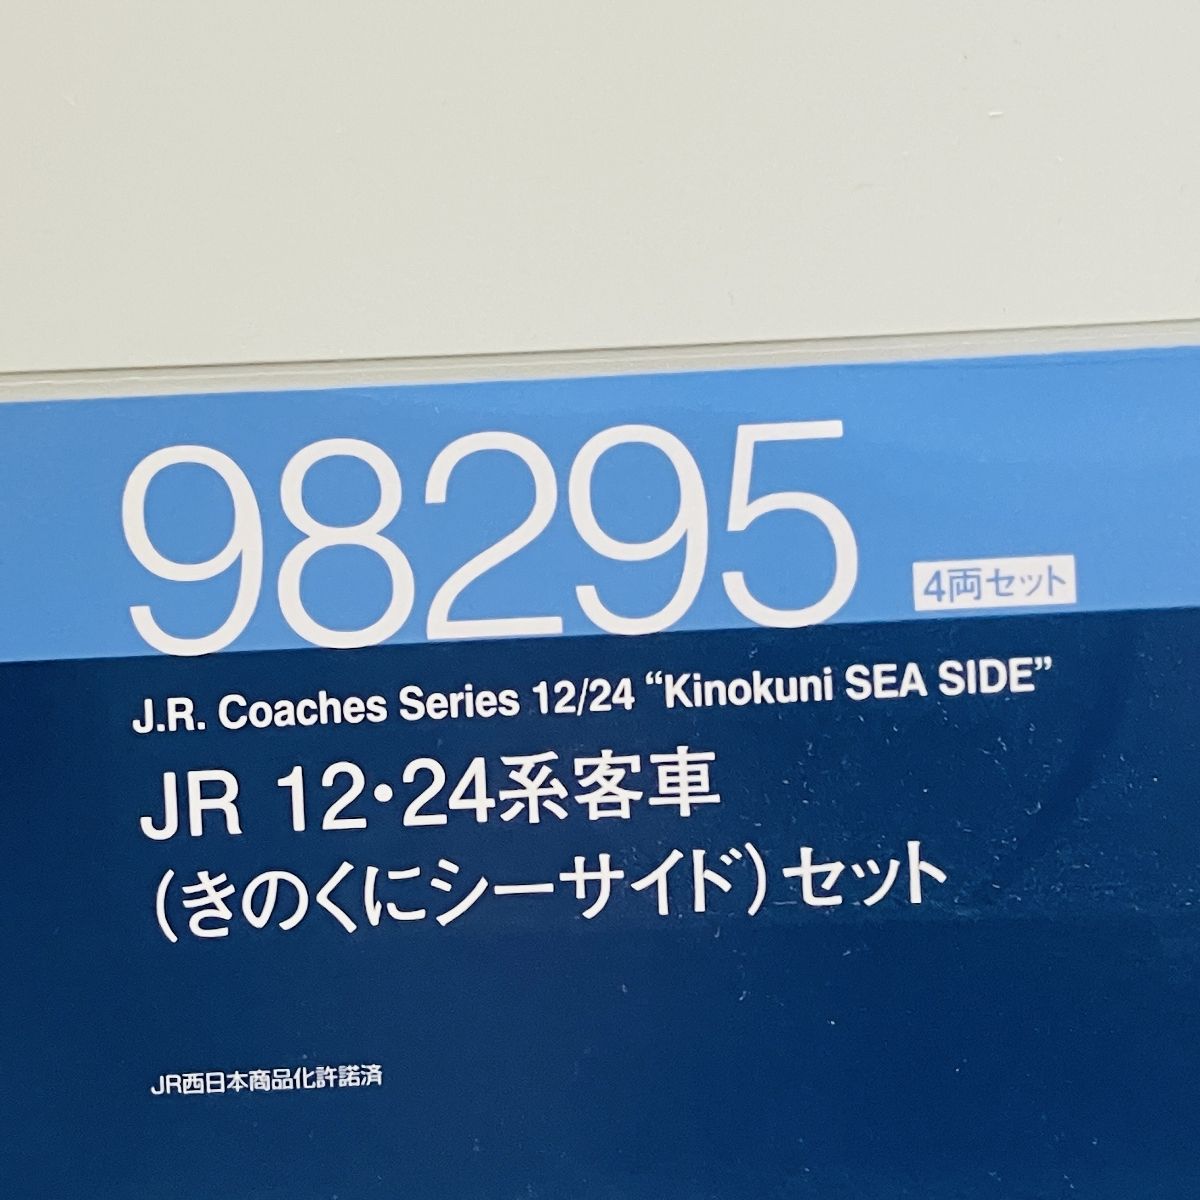 98295
4両セット
J.R. Coaches Series 12/24 “Kinokuni SEA SIDE”
JR 12・24系客車
(きのくにシーサイド)セット
JR西日本商品化許諾済